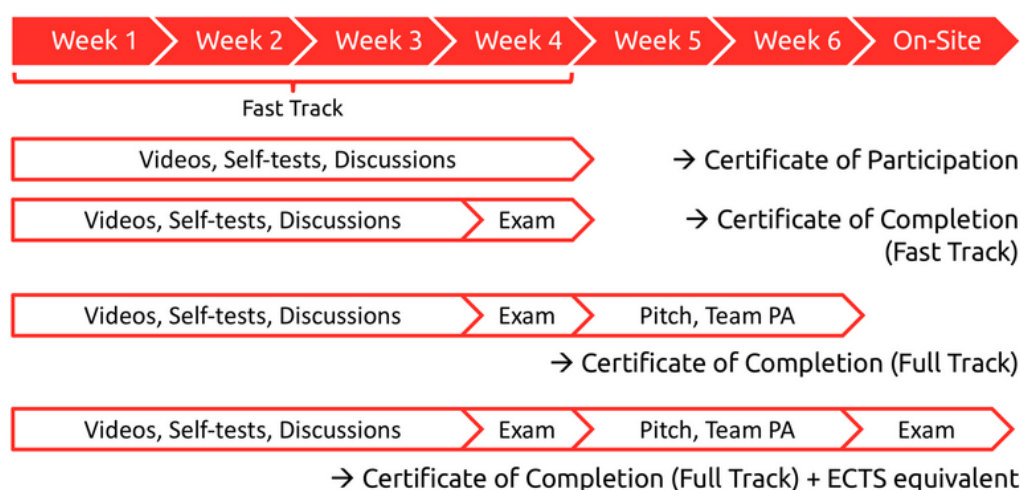 Week 1 Week 2 Week 3 Week 4 Week 5 Week 6 On-Site
Fast Track
Videos, Self-tests, Discussions → Certificate of Participation
Videos, Self-tests, Discussions Exam → Certificate of Completion
(Fast Track)
Videos, Self-tests, Discussions Exam Pitch, Team PA
→ Certificate of Completion (Full Track)
Videos, Self-tests, Discussions Exam Pitch, Team PA Exam
→ Certificate of Completion (Full Track) + ECTS equivalent